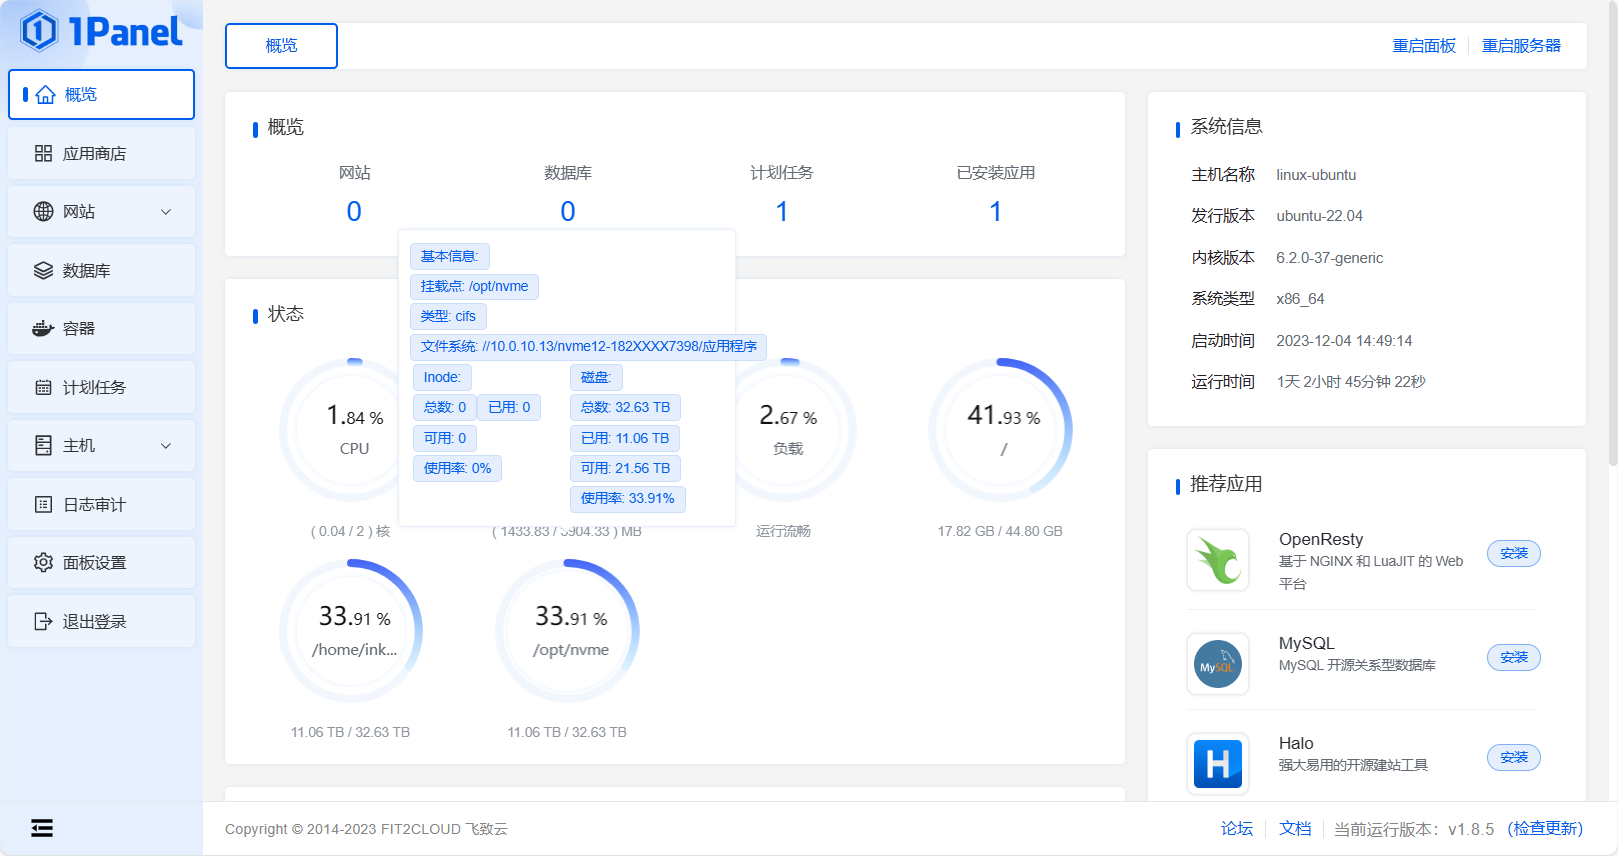 1Panel
概览
应用商店
网站
数据库
容器
计划任务
主机
日志审计
面板设置
退出登录
概览
重启面板
重启服务器
概览
网站
数据库
计划任务
已安装应用
0
0
1
1
状态
1.84 %
CPU
( 0.04 / 2 ) 核
( 1433.83 / 3904.33 ) MB
2.67 %
负载
运行流畅
41.93 %
/
17.82 GB / 44.80 GB
基本信息:
挂载点: /opt/nvme
类型: cifs
文件系统: //10.0.10.13/nvme12-182XXXX7398/应用程序
Inode:
磁盘:
总数: 0
已用: 0
总数: 32.63 TB
可用: 0
已用: 11.06 TB
使用率: 0%
可用: 21.56 TB
使用率: 33.91%
33.91 %
/home/ink...
11.06 TB / 32.63 TB
33.91 %
/opt/nvme
11.06 TB / 32.63 TB
系统信息
主机名称 linux-ubuntu
发行版本 ubuntu-22.04
内核版本 6.2.0-37-generic
系统类型 x86_64
启动时间 2023-12-04 14:49:14
运行时间 1天 2小时 45分钟 22秒
推荐应用
OpenResty
基于 NGINX 和 LuaJIT 的 Web
平台
安装
MySQL
MySQL
MySQL 开源关系型数据库
安装
H
Halo
强大易用的开源建站工具
安装
Copyright © 2014-2023 FIT2CLOUD 飞致云
论坛
文档
当前运行版本：v1.8.5
(检查更新)